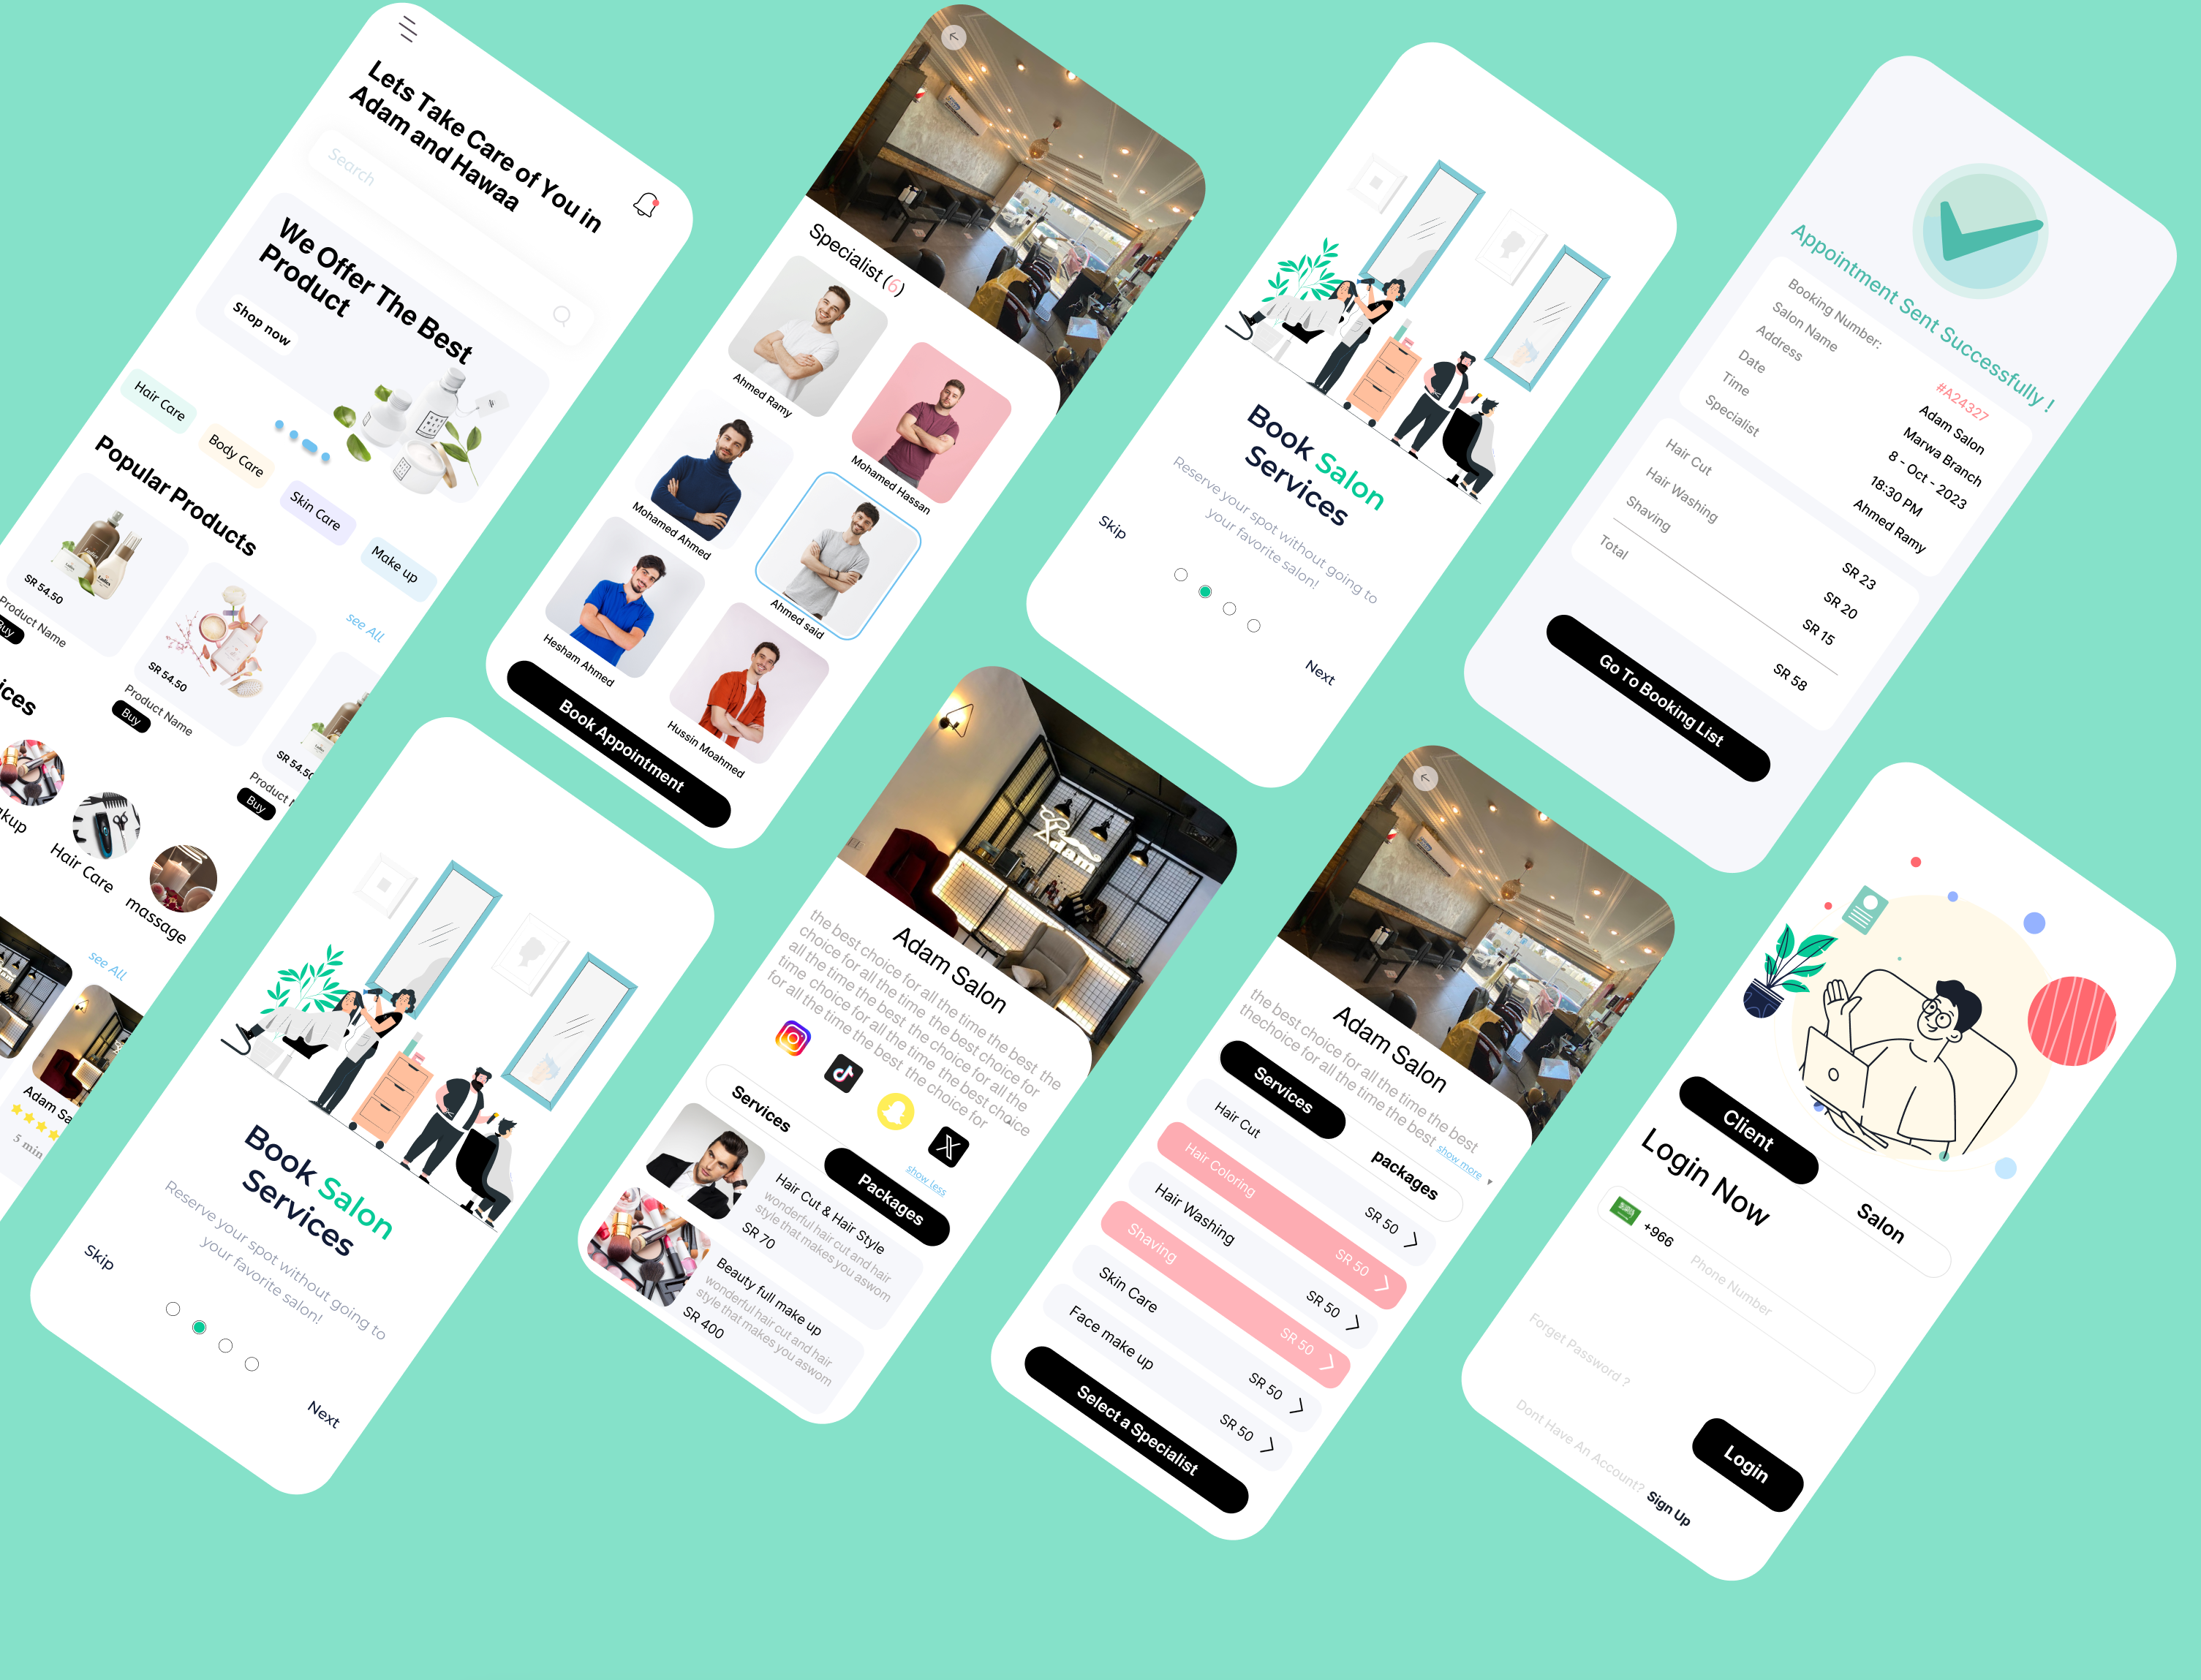 Lets Take Care of You in
Adam and Hawaa
Search
We Offer The Best
Product
Shop now
Hair Care
Body Care
Skin Care
Make up
Popular Products
see All
SR 54.50
Product Name
Buy
SR 54.50
Product Name
Buy
SR 54.50
Product
Buy
Hair Care
massage
see All
Adam
5 min
Specialist (6)
Ahmed Ramy
Mohamed Hassan
Mohamed Ahmed
Ahmed said
Hesham Ahmed
Hussin Moahmed
Book Appointment
Book Salon
Services
Reserve your spot without going to
your favorite salon!
Skip
Next
Appointment Sent Successfully !
Booking Number: #A24327
Salon Name Adam Salon
Address Marwa Branch
Date 8 - Oct - 2023
Time 18:30 PM
Specialist Ahmed Ramy
Hair Cut SR 23
Hair Washing SR 20
Shaving SR 15
Total SR 58
Go To Booking List
Book Salon
Services
Reserve your spot without going to
your favorite salon!
Skip
Next
Adam
Adam Salon
the best choice for all the time the best the
choice for all the time the best choice for
all the time the best the choice for all the
time choice for all the time the best choice
for all the time the best the choice for
show less
Services
Packages
Hair Cut & Hair Style
wonderful hair cut and hair
style that makes you aswom
SR 70
Beauty full make up
wonderful hair cut and hair
style that makes you aswom
SR 400
Adam Salon
the best choice for all the time the best
thechoice for all the time the best show more
Services
packages
Hair Cut SR 50
Hair Coloring SR 50
Hair Washing SR 50
Shaving SR 50
Skin Care SR 50
Face make up SR 50
Select a Specialist
Client
Salon
Login Now
+966 Phone Number
Forget Password ?
Login
Dont Have An Account? Sign Up